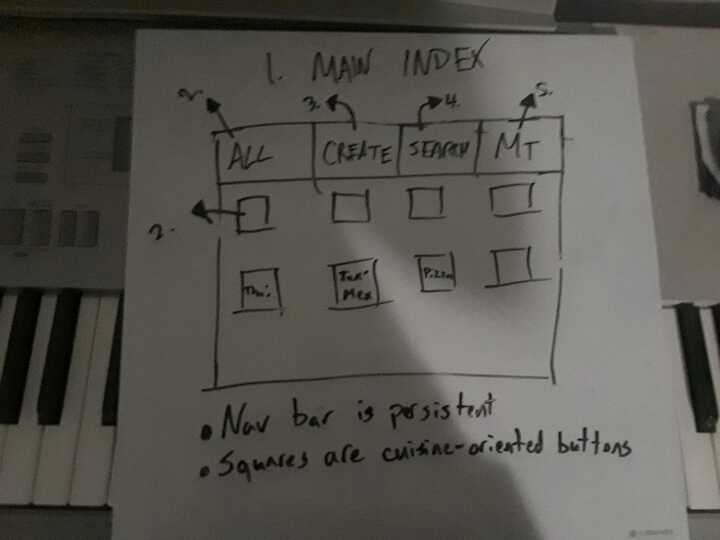 1. MAIN INDEX
2. 3. 4. 5.
ALL CREATE SEARCH MT
2.
Thai Tex-Mex Pizza
• Nav bar is persistent
• Squares are cuisine-oriented buttons